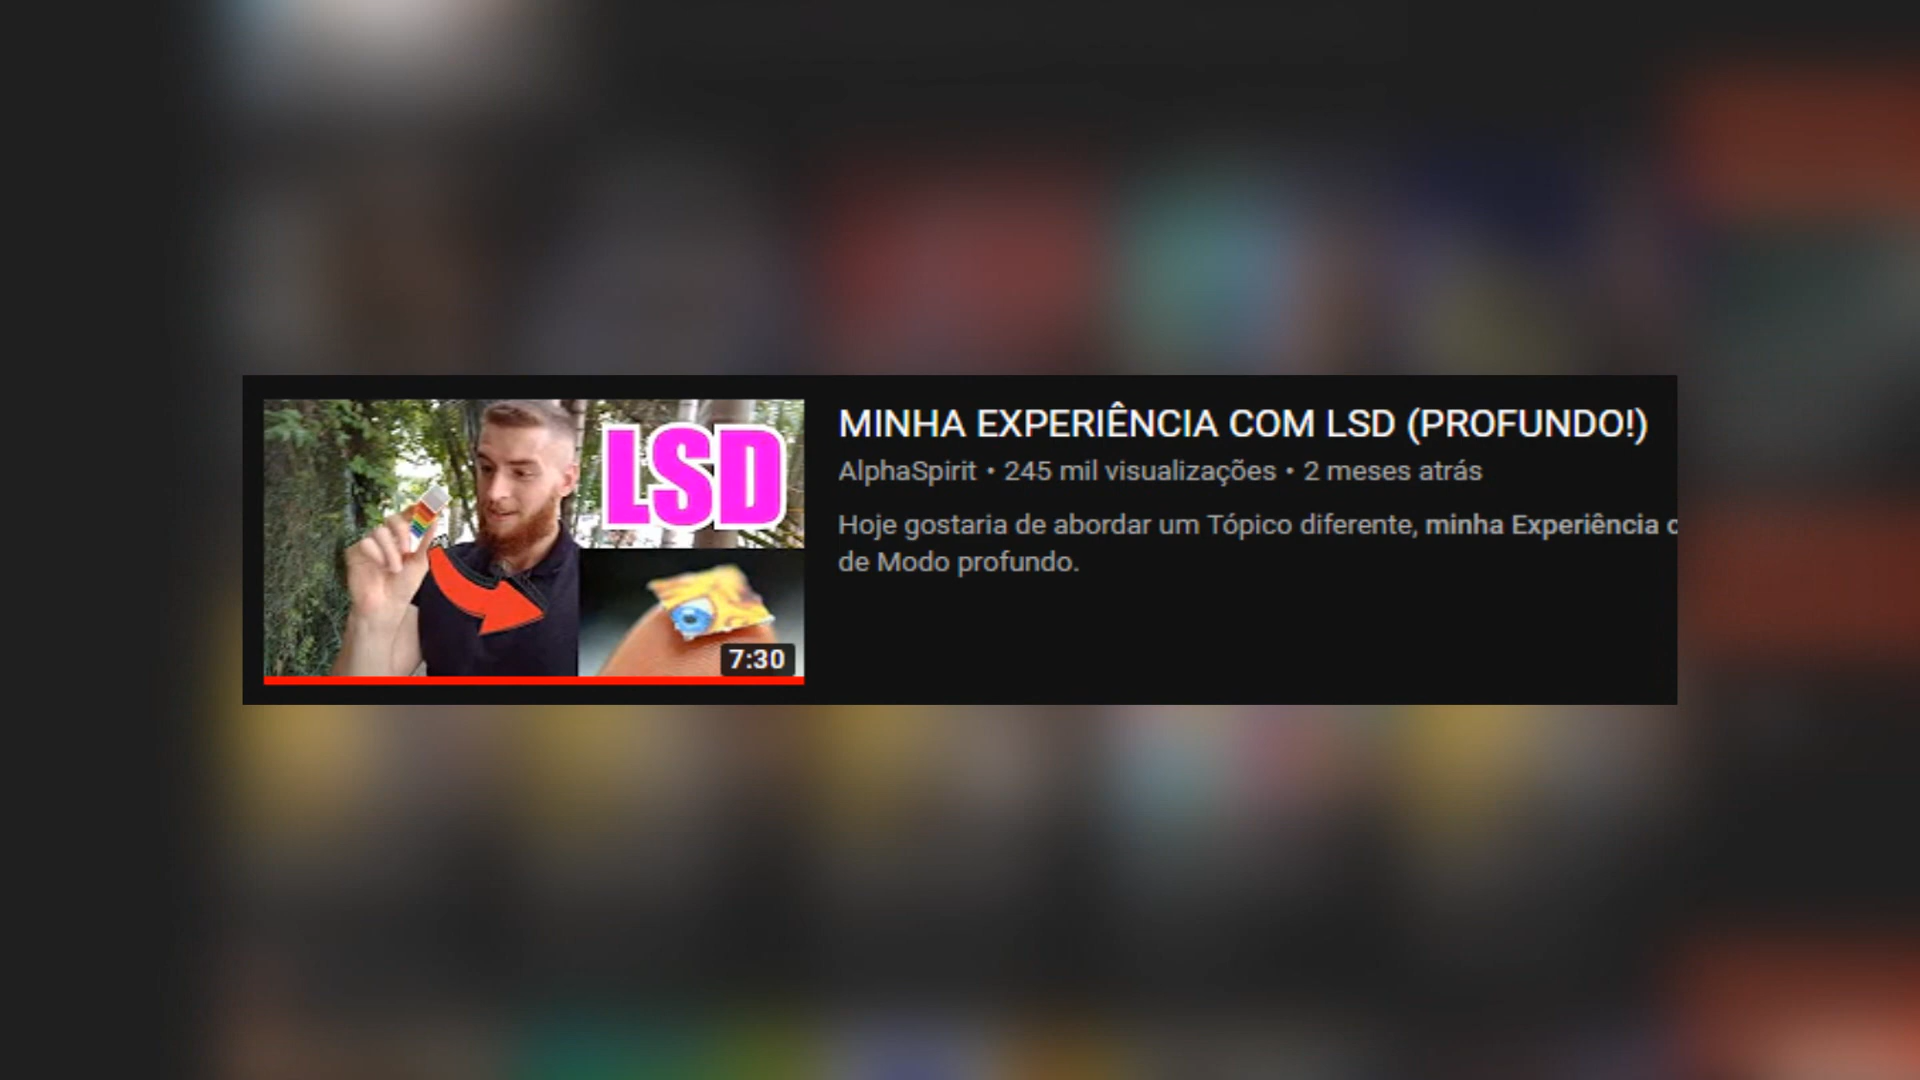 LSD
7:30
MINHA EXPERIÊNCIA COM LSD (PROFUNDO!)
AlphaSpirit • 245 mil visualizações • 2 meses atrás
Hoje gostaria de abordar um Tópico diferente, minha Experiência
de Modo profundo.